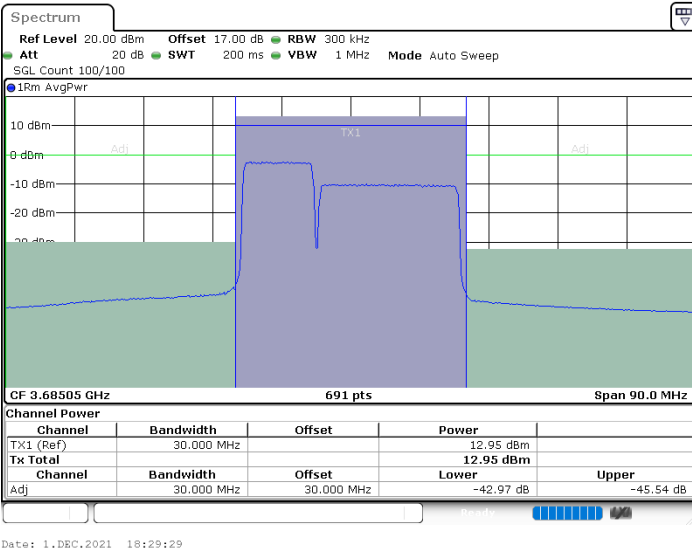 Spectrum
Ref Level 20.00 dBm Offset 17.00 dB RBW 300 kHz
Att 20 dB SWT 200 ms VBW 1 MHz Mode Auto Sweep
SGL Count 100/100
1Rm AvgPwr
10 dBm
TX1
Adj Adj
0 dBm
-10 dBm
-20 dBm
-30 dBm
CF 3.68505 GHz 691 pts Span 90.0 MHz
Channel Power
Channel Bandwidth Offset Power
TX1 (Ref) 30.000 MHz 12.95 dBm
Tx Total 12.95 dBm
Channel Bandwidth Offset Lower Upper
Adj 30.000 MHz 30.000 MHz -42.97 dB -45.54 dB
Ready
Date: 1.DEC.2021 18:29:29